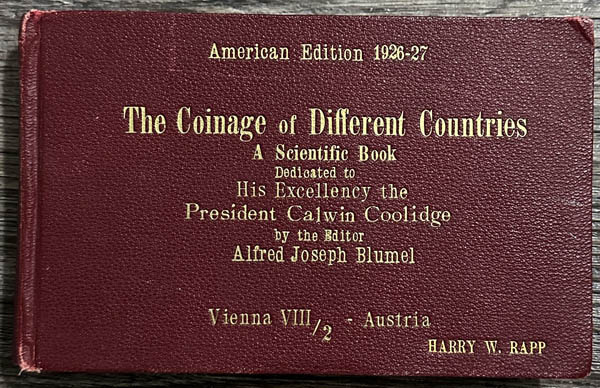 American Edition 1926-27
The Coinage of Different Countries
A Scientific Book
Dedicated to
His Excellency the
President Calwin Coolidge
by the Editor
Alfred Joseph Blumel
Vienna VIII/2 - Austria
HARRY W. RAPP